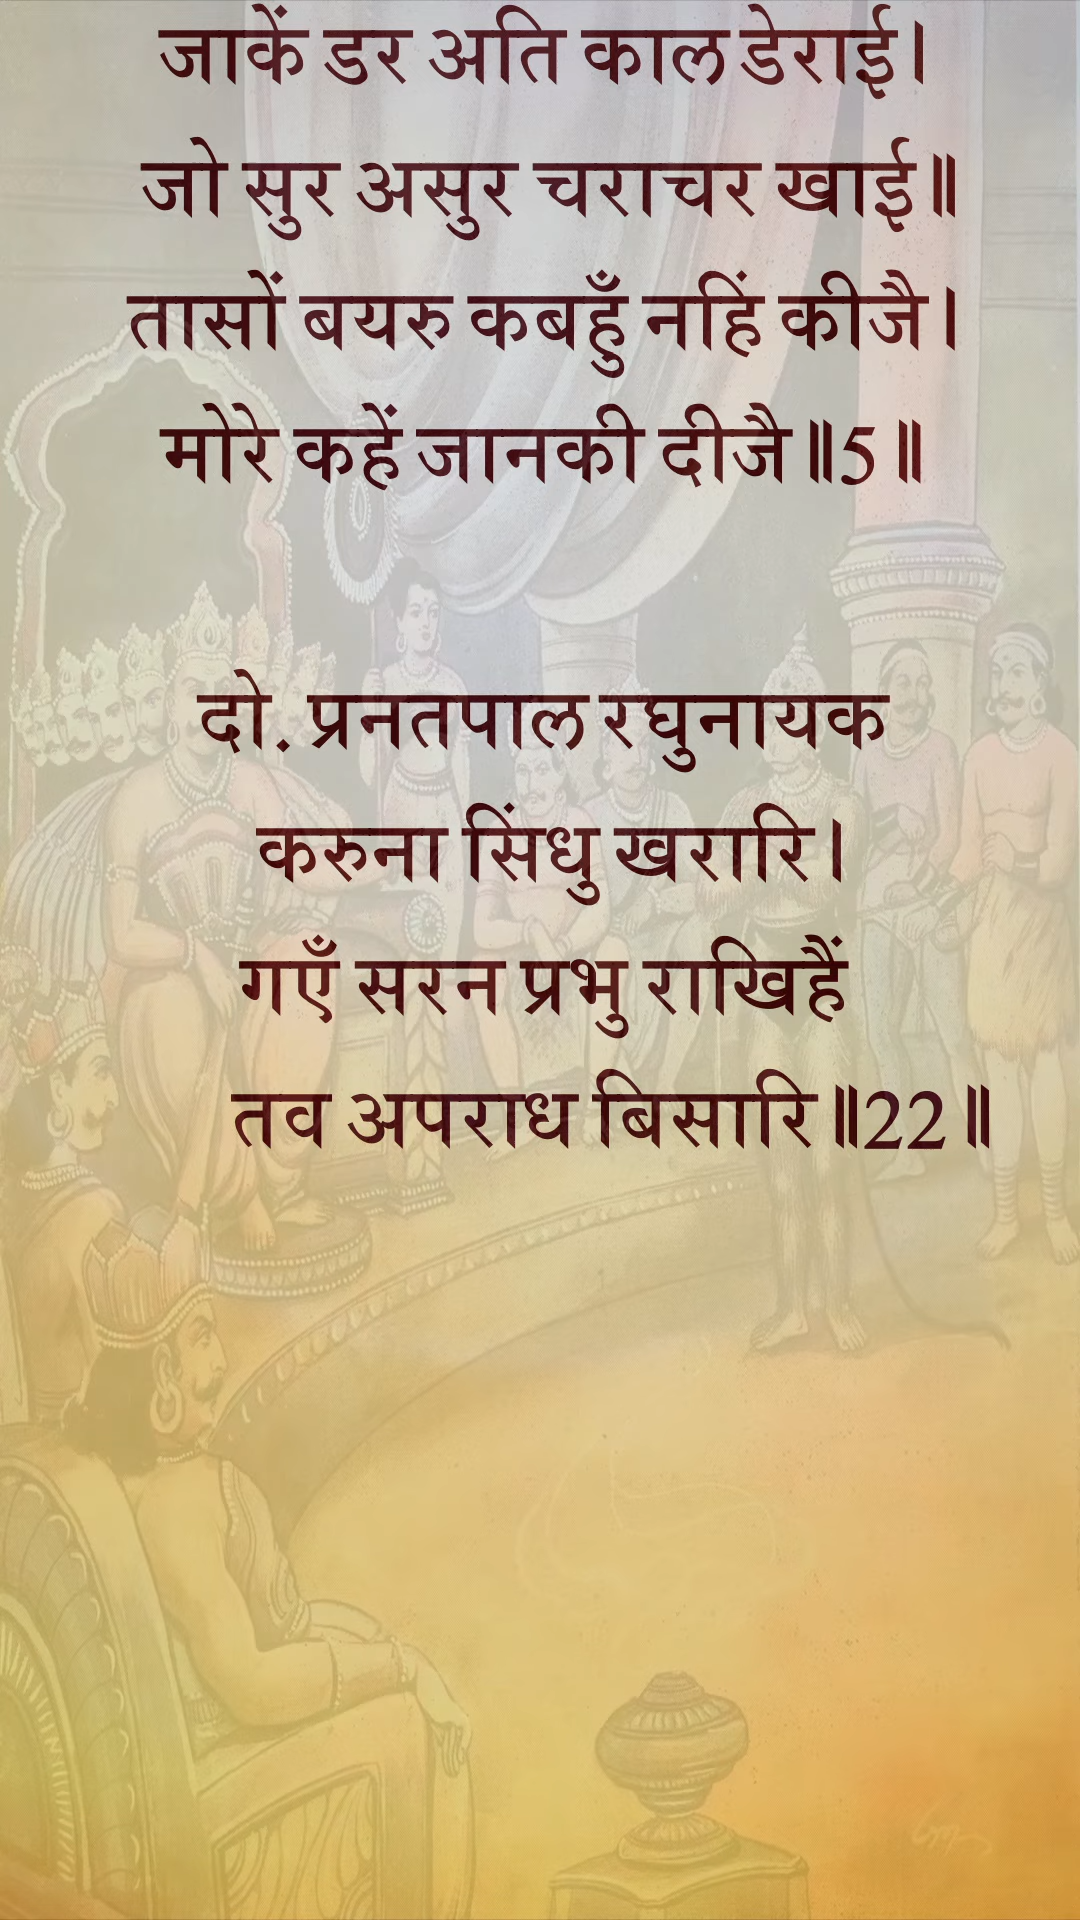 जाकें डर अति काल डेराई।
जो सुर असुर चराचर खाई॥
तासों बयरु कबहुँ नहिं कीजै।
मोरे कहें जानकी दीजै॥5॥
दो. प्रनतपाल रघुनायक
करुना सिंधु खरारि।
गएँ सरन प्रभु राखिहैं
तव अपराध बिसारि॥22॥